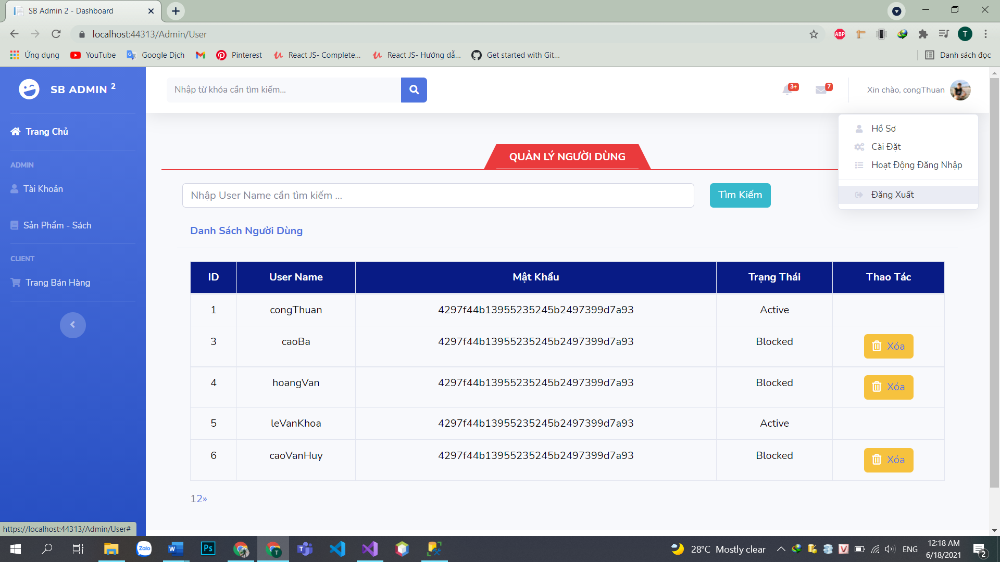 SB Admin 2 - Dashboard
localhost:44313/Admin/User
ABP
T
Ứng dụng
YouTube
Google Dịch
Pinterest
React JS- Complete...
React JS- Hướng dẫ...
Get started with Git...
Danh sách đọc
SB ADMIN 2
Nhập từ khóa cần tìm kiếm...
3+
7
Xin chào, congThuan
Trang Chủ
ADMIN
Tài Khoản
Sản Phẩm - Sách
CLIENT
Trang Bán Hàng
Hồ Sơ
Cài Đặt
Hoạt Động Đăng Nhập
Đăng Xuất
QUẢN LÝ NGƯỜI DÙNG
Nhập User Name cần tìm kiếm ...
Tìm Kiếm
Danh Sách Người Dùng
ID User Name Mật Khẩu Trạng Thái Thao Tác
1 congThuan 4297f44b13955235245b2497399d7a93 Active
3 caoBa 4297f44b13955235245b2497399d7a93 Blocked Xóa
4 hoangVan 4297f44b13955235245b2497399d7a93 Blocked Xóa
5 leVanKhoa 4297f44b13955235245b2497399d7a93 Active
6 caoVanHuy 4297f44b13955235245b2497399d7a93 Blocked Xóa
12»
https://localhost:44313/Admin/User#
Zalo
W
Ps
T
28°C Mostly clear
V
ENG
12:18 AM
6/18/2021
2